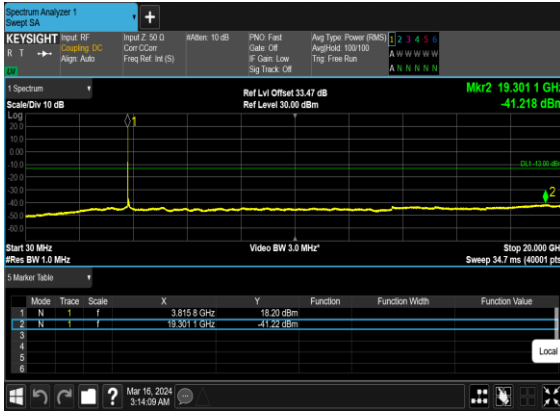 Spectrum Analyzer 1
Swept SA
KEYSIGHT Input: RF Input Z: 50 Ω #Atten: 10 dB PNO: Fast Avg Type: Power (RMS) 1 2 3 4 5 6
R T Coupling: DC Corr CCorr Gate: Off Avg|Hold: 100/100 A W W W W W
Align: Auto Freq Ref: Int (S) IF Gain: Low Trig: Free Run
Sig Track: Off A N N N N N
1 Spectrum Ref Lvl Offset 33.47 dB Mkr2 19.301 1 GHz
Scale/Div 10 dB Ref Level 30.00 dBm -41.218 dBm
Log
20.0
10.0
0.00
-10.0
-20.0
-30.0
-40.0
-50.0
-60.0
1
DL1 -13.00 dBm
2
Start 30 MHz Video BW 3.0 MHz* Stop 20.000 GHz
#Res BW 1.0 MHz Sweep 34.7 ms (40001 pts)
5 Marker Table
Mode Trace Scale X Y Function Function Width Function Value
1 N 1 f 3.815 8 GHz 18.20 dBm
2 N 1 f 19.301 1 GHz -41.22 dBm
3
4
5
6
Local
? Mar 16, 2024
3:14:09 AM